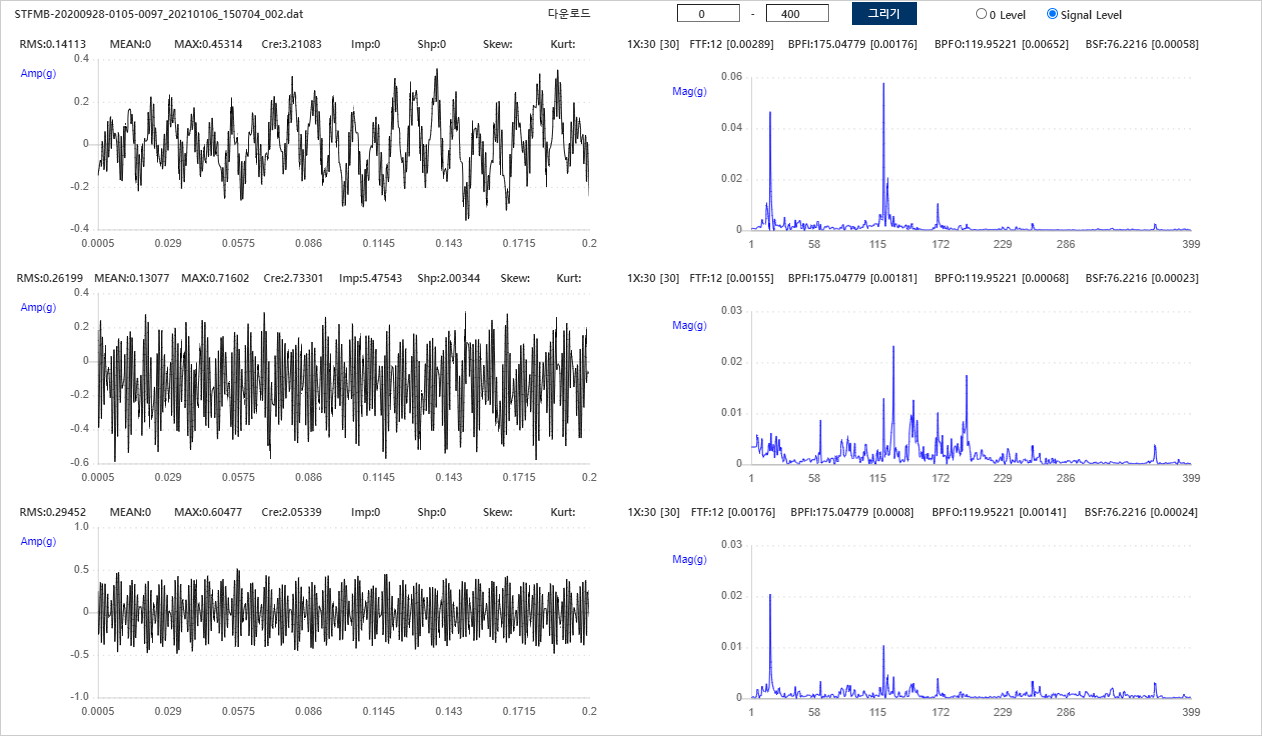 STFMB-20200928-0105-0097_20210106_150704_002.dat 다운로드 0 - 400 그리기 0 Level Signal Level
RMS:0.14113 MEAN:0 MAX:0.45314 Cre:3.21083 Imp:0 Shp:0 Skew: Kurt: 1X:30 [30] FTF:12 [0.00289] BPFI:175.04779 [0.00176] BPFO:119.95221 [0.00652] BSF:76.2216 [0.00058]
Amp(g)
0.4
0.2
0
-0.2
-0.4
0.0005 0.029 0.0575 0.086 0.1145 0.143 0.1715 0.2
Mag(g)
0.06
0.04
0.02
0
1 58 115 172 229 286 399
RMS:0.26199 MEAN:0.13077 MAX:0.71602 Cre:2.73301 Imp:5.47543 Shp:2.00344 Skew: Kurt: 1X:30 [30] FTF:12 [0.00155] BPFI:175.04779 [0.00181] BPFO:119.95221 [0.00068] BSF:76.2216 [0.00023]
Amp(g)
0.4
0.2
0
-0.2
-0.4
-0.6
0.0005 0.029 0.0575 0.086 0.1145 0.143 0.1715 0.2
Mag(g)
0.03
0.02
0.01
0
1 58 115 172 229 286 399
RMS:0.29452 MEAN:0 MAX:0.60477 Cre:2.05339 Imp:0 Shp:0 Skew: Kurt: 1X:30 [30] FTF:12 [0.00176] BPFI:175.04779 [0.0008] BPFO:119.95221 [0.00141] BSF:76.2216 [0.00024]
Amp(g)
1.0
0.5
0
-0.5
-1.0
0.0005 0.029 0.0575 0.086 0.1145 0.143 0.1715 0.2
Mag(g)
0.03
0.02
0.01
0
1 58 115 172 229 286 399